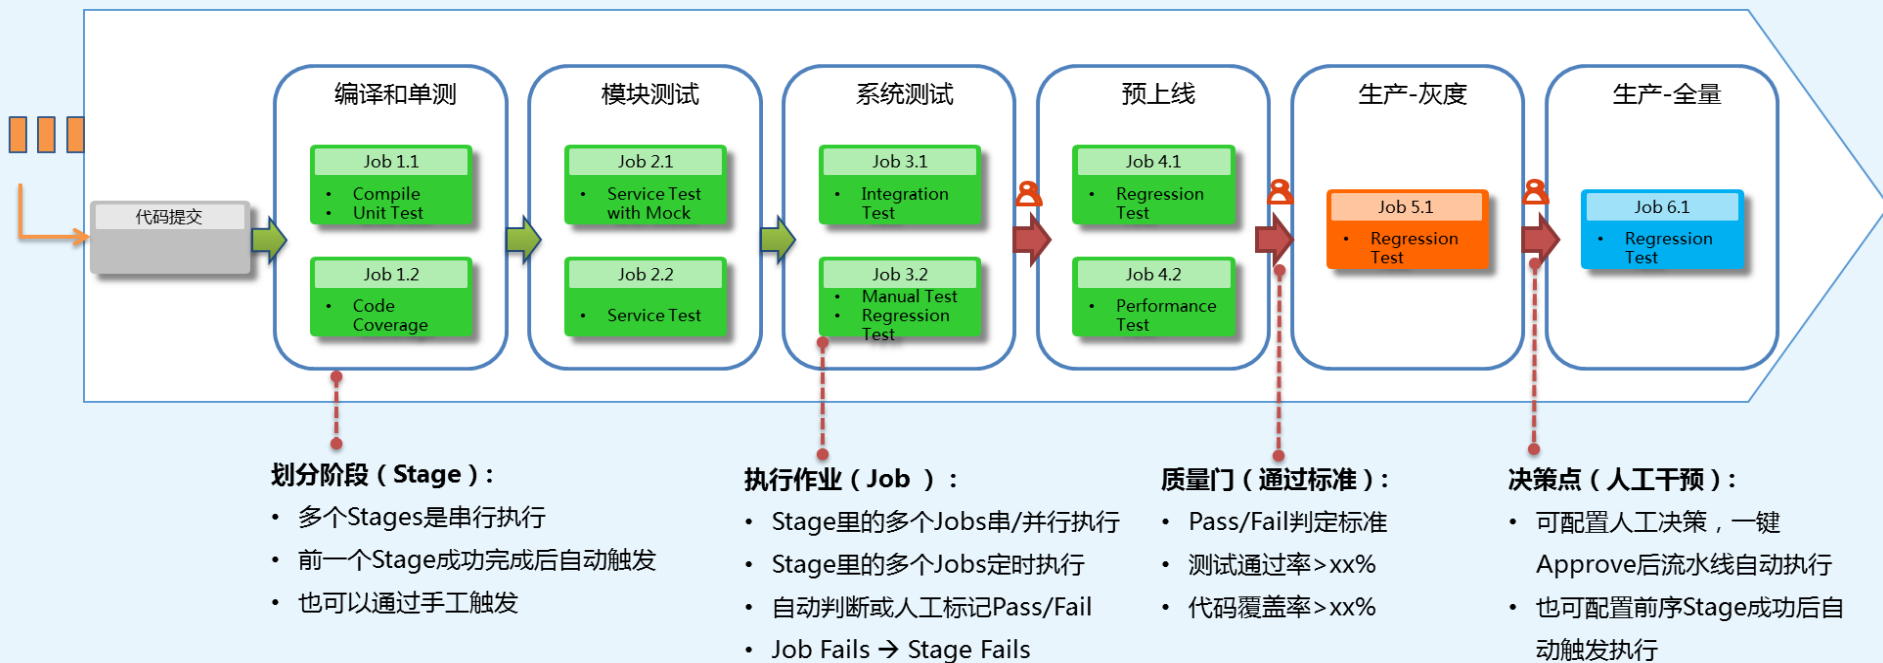 编译和单测
模块测试
系统测试
预上线
生产-灰度
生产-全量
代码提交
Job 1.1
• Compile
• Unit Test
Job 1.2
• Code
Coverage
Job 2.1
• Service Test
with Mock
Job 2.2
• Service Test
Job 3.1
• Integration
Test
Job 3.2
• Manual Test
• Regression
Test
Job 4.1
• Regression
Test
Job 4.2
• Performance
Test
Job 5.1
• Regression
Test
Job 6.1
• Regression
Test
划分阶段（Stage）：
• 多个Stages是串行执行
• 前一个Stage成功完成后自动触发
• 也可以通过手工触发
执行作业（Job ）：
• Stage里的多个Jobs串/并行执行
• Stage里的多个Jobs定时执行
• 自动判断或人工标记Pass/Fail
• Job Fails → Stage Fails
质量门（通过标准）：
• Pass/Fail判定标准
• 测试通过率>xx%
• 代码覆盖率>xx%
决策点（人工干预）：
• 可配置人工决策，一键
Approve后流水线自动执行
• 也可配置前序Stage成功后自
动触发执行